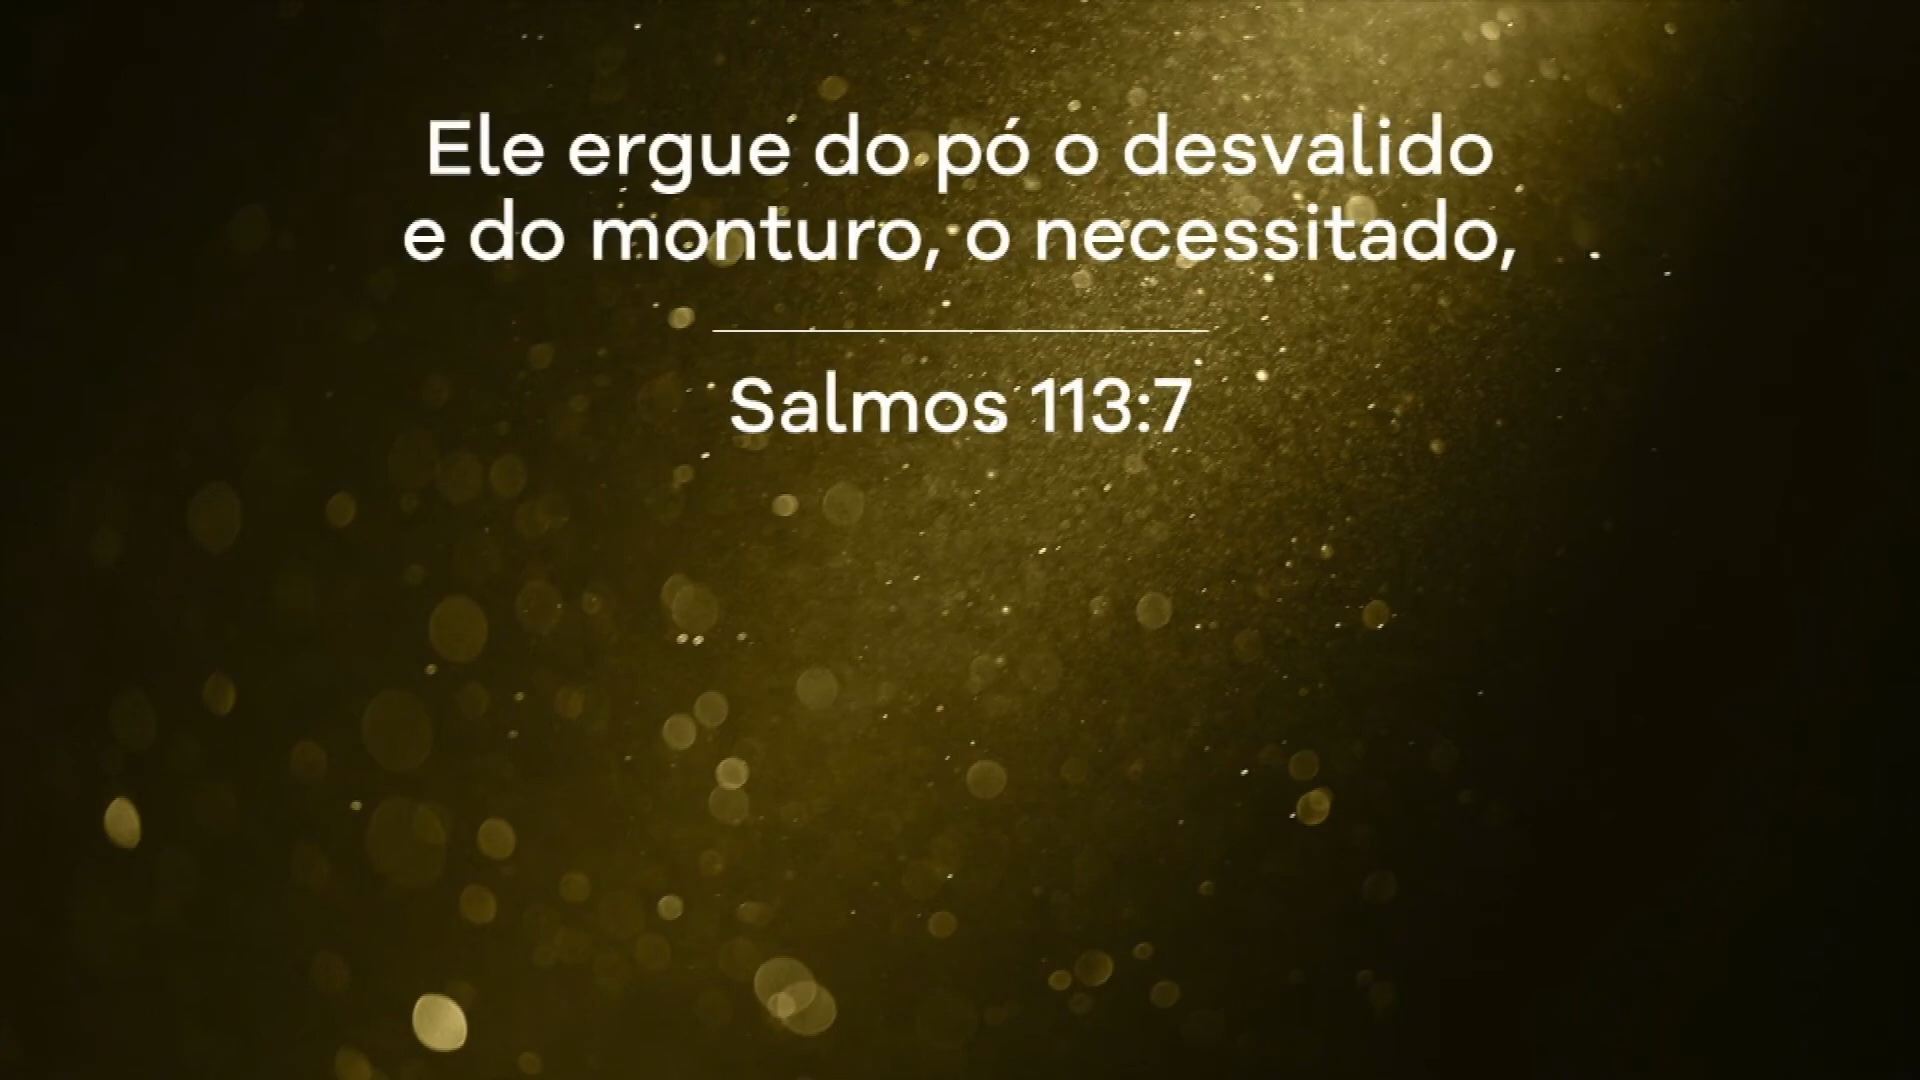 Ele ergue do pó o desvalido
e do monturo, o necessitado,
Salmos 113:7